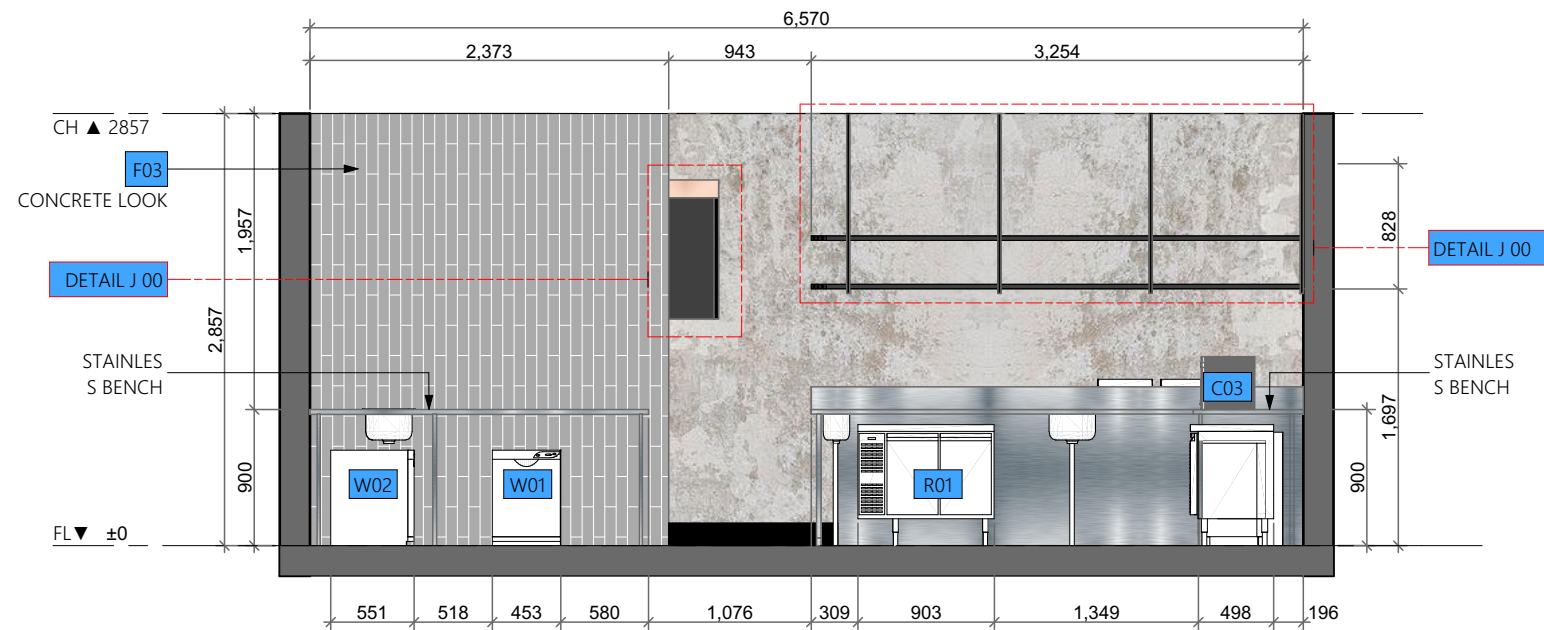 6,570
2,373 943 3,254
CH ▲ 2857
F03
CONCRETE LOOK
1,957
828
DETAIL J 00
DETAIL J 00
2,857
STAINLES
S BENCH
STAINLES
S BENCH
C03
1,697
W02 W01 R01
900
900
FL▼ ±0
551 518 453 580 1,076 309 903 1,349 498 196